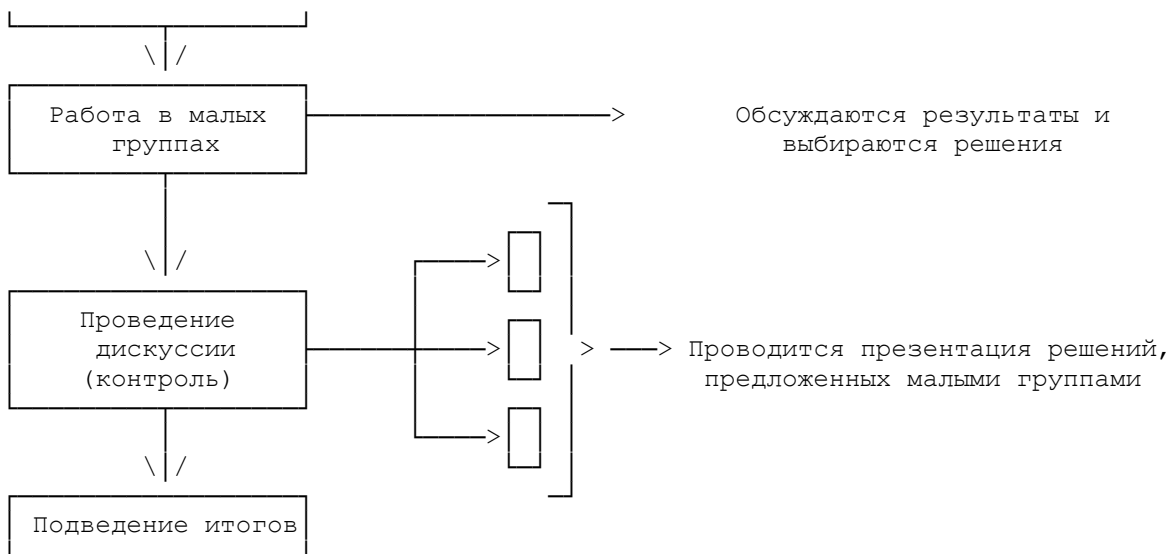 Работа в малых
группах
Обсуждаются результаты и
выбираются решения
Проведение
дискуссии
(контроль)
Проводится презентация решений,
предложенных малыми группами
Подведение итогов